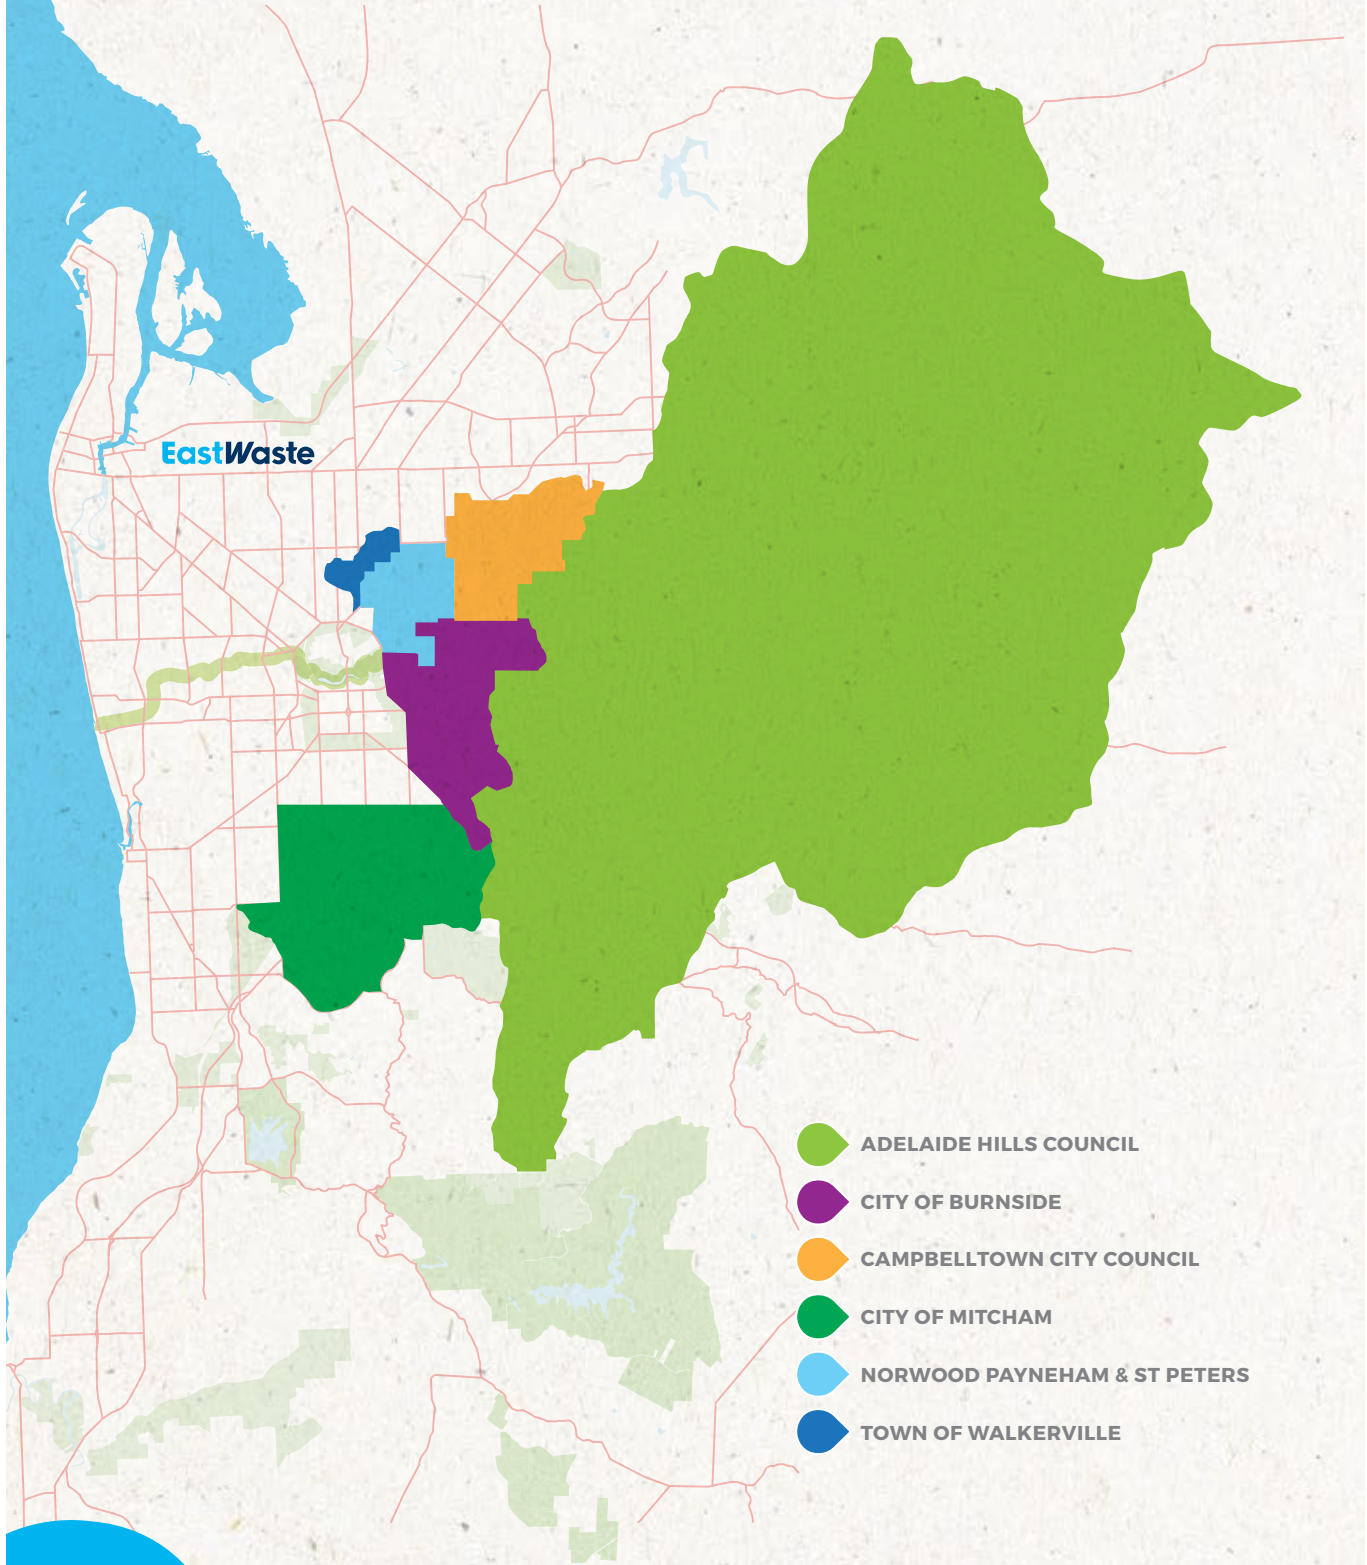 EastWaste
ADELAIDE HILLS COUNCIL
CITY OF BURNSIDE
CAMPBELLTOWN CITY COUNCIL
CITY OF MITCHAM
NORWOOD PAYNEHAM & ST PETERS
TOWN OF WALKERVILLE